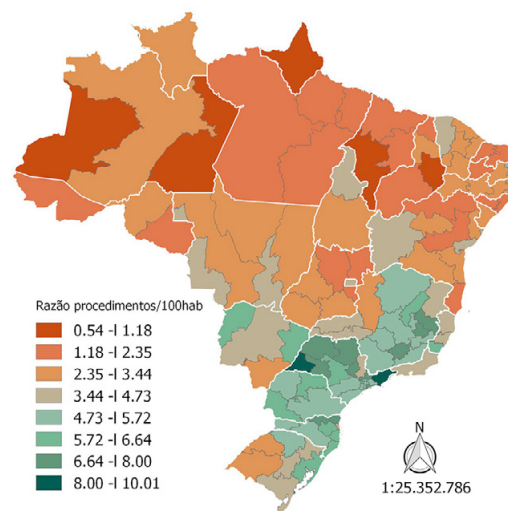 Razão procedimentos/100hab
0.54 -I 1.18
1.18 -I 2.35
2.35 -I 3.44
3.44 -I 4.73
4.73 -I 5.72
5.72 -I 6.64
6.64 -I 8.00
8.00 -I 10.01
N
1:25.352.786